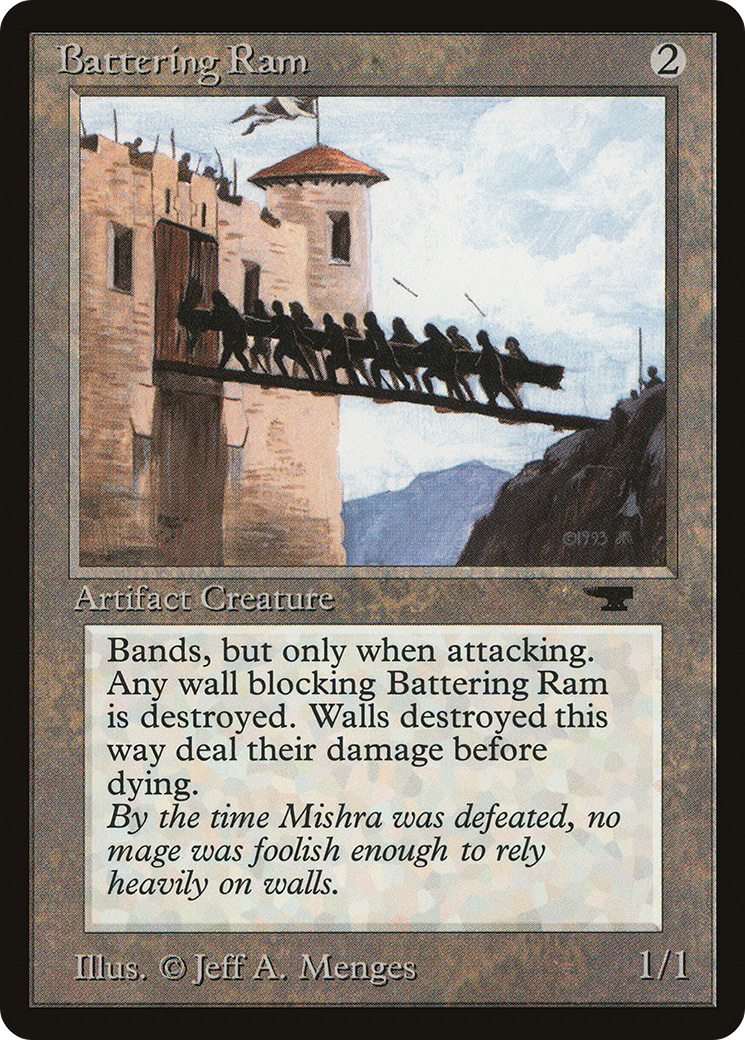 Battering Ram
2
©1993
Artifact Creature
Bands, but only when attacking.
Any wall blocking Battering Ram
is destroyed. Walls destroyed this
way deal their damage before
dying.
By the time Mishra was defeated, no
mage was foolish enough to rely
heavily on walls.
Illus. © Jeff A. Menges
1/1